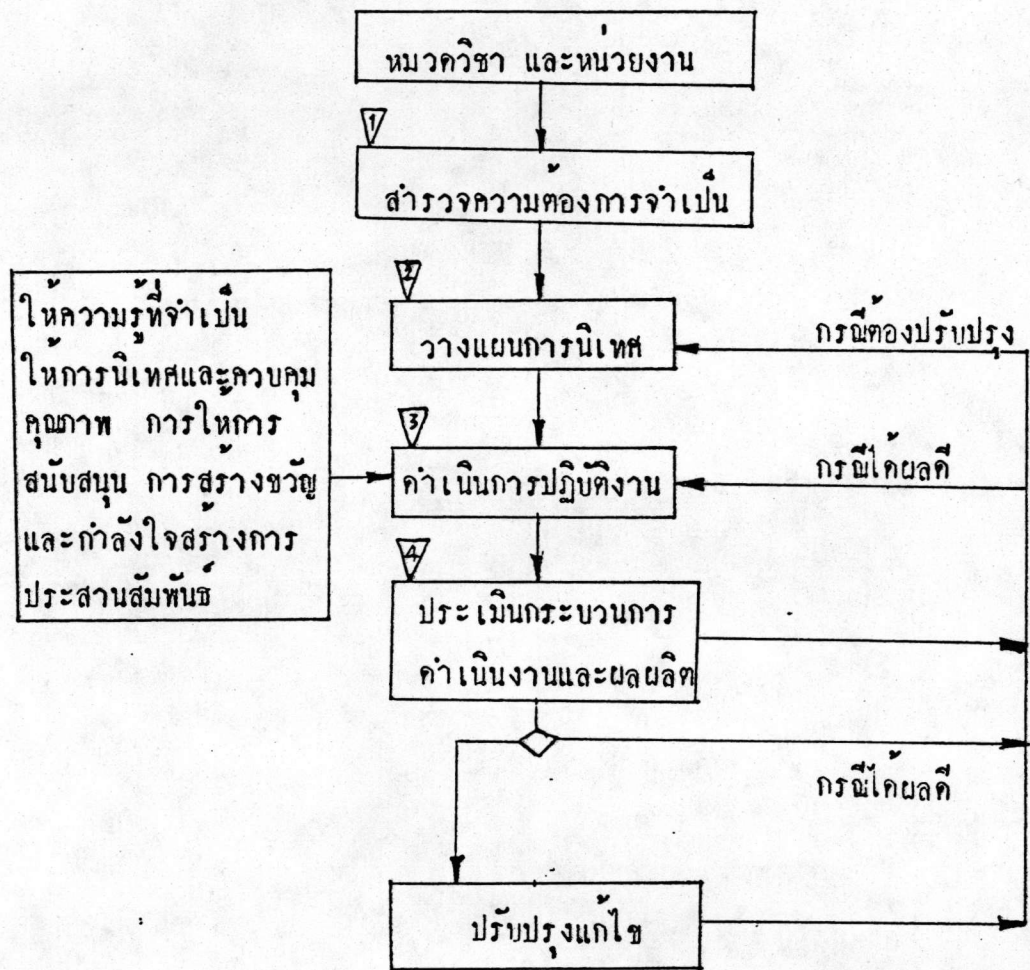 หมวดวิชา และหน่วยงาน
1
สำรวจความต้องการจำเป็น
2
วางแผนการนิเทศ
กรณีต้องปรับปรุง
ให้ความรู้ที่จำเป็น
ให้การนิเทศและควบคุม
คุณภาพ การให้การ
สนับสนุน การสร้างขวัญ
และกำลังใจสร้างการ
ประสานสัมพันธ์
3
ดำเนินการปฏิบัติงาน
กรณีได้ผลดี
4
ประเมินกระบวนการ
ดำเนินงานและผลผลิต
กรณีได้ผลดี
ปรับปรุงแก้ไข